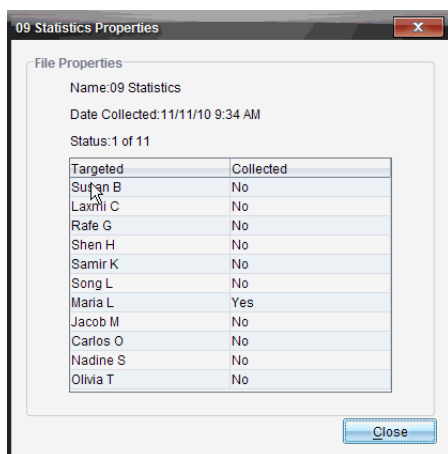 09 Statistics Properties
File Properties
Name:09 Statistics
Date Collected:11/11/10 9:34 AM
Status:1 of 11
Targeted Collected
Susan B No
Laxmi C No
Rafe G No
Shen H No
Samir K No
Song L No
Maria L Yes
Jacob M No
Carlos O No
Nadine S No
Olivia T No
Close